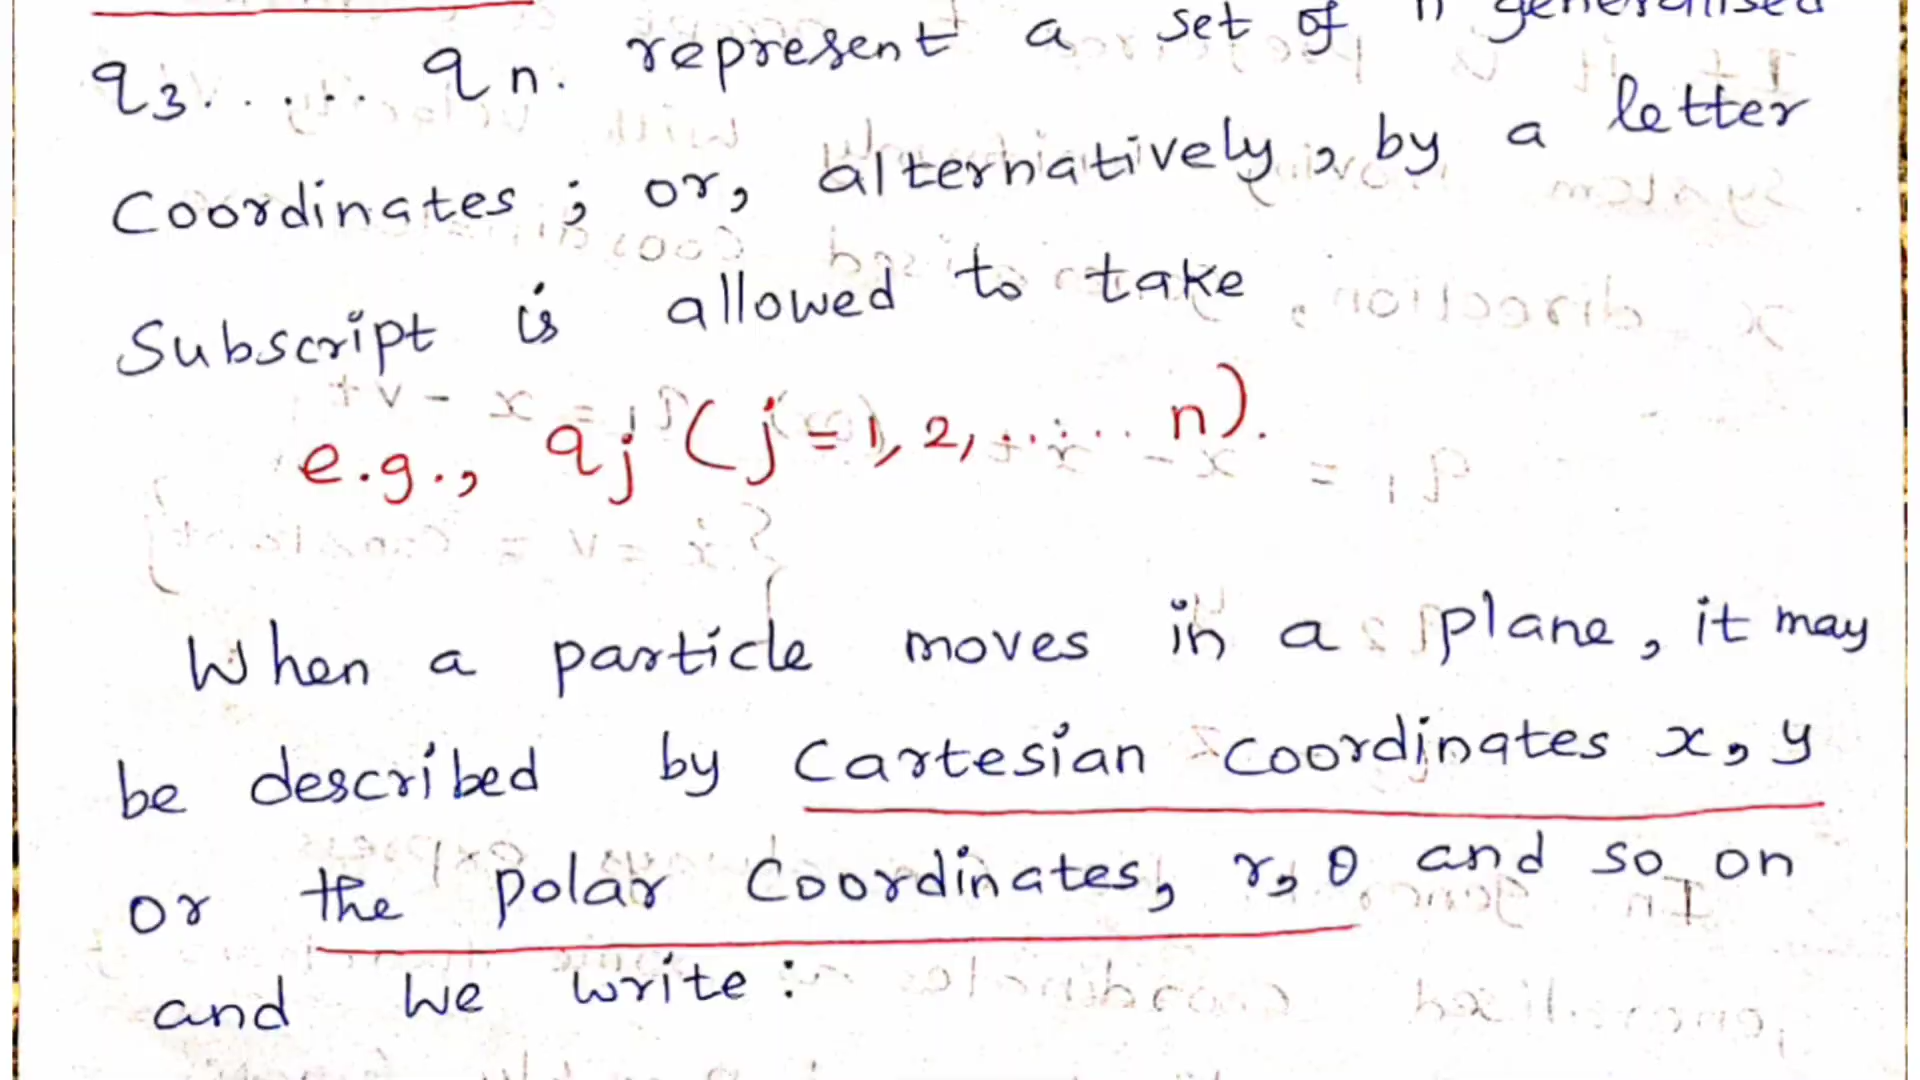 q3..... qn. represent a set of n generalised
Coordinates ; or, alternatively, by a letter
Subscript is allowed to take
e.g., qj (j = 1, 2, ...... n).
When a particle moves in a plane, it may
be described by Cartesian Coordinates x, y
or the polar Coordinates, r, θ and so on
and we write :